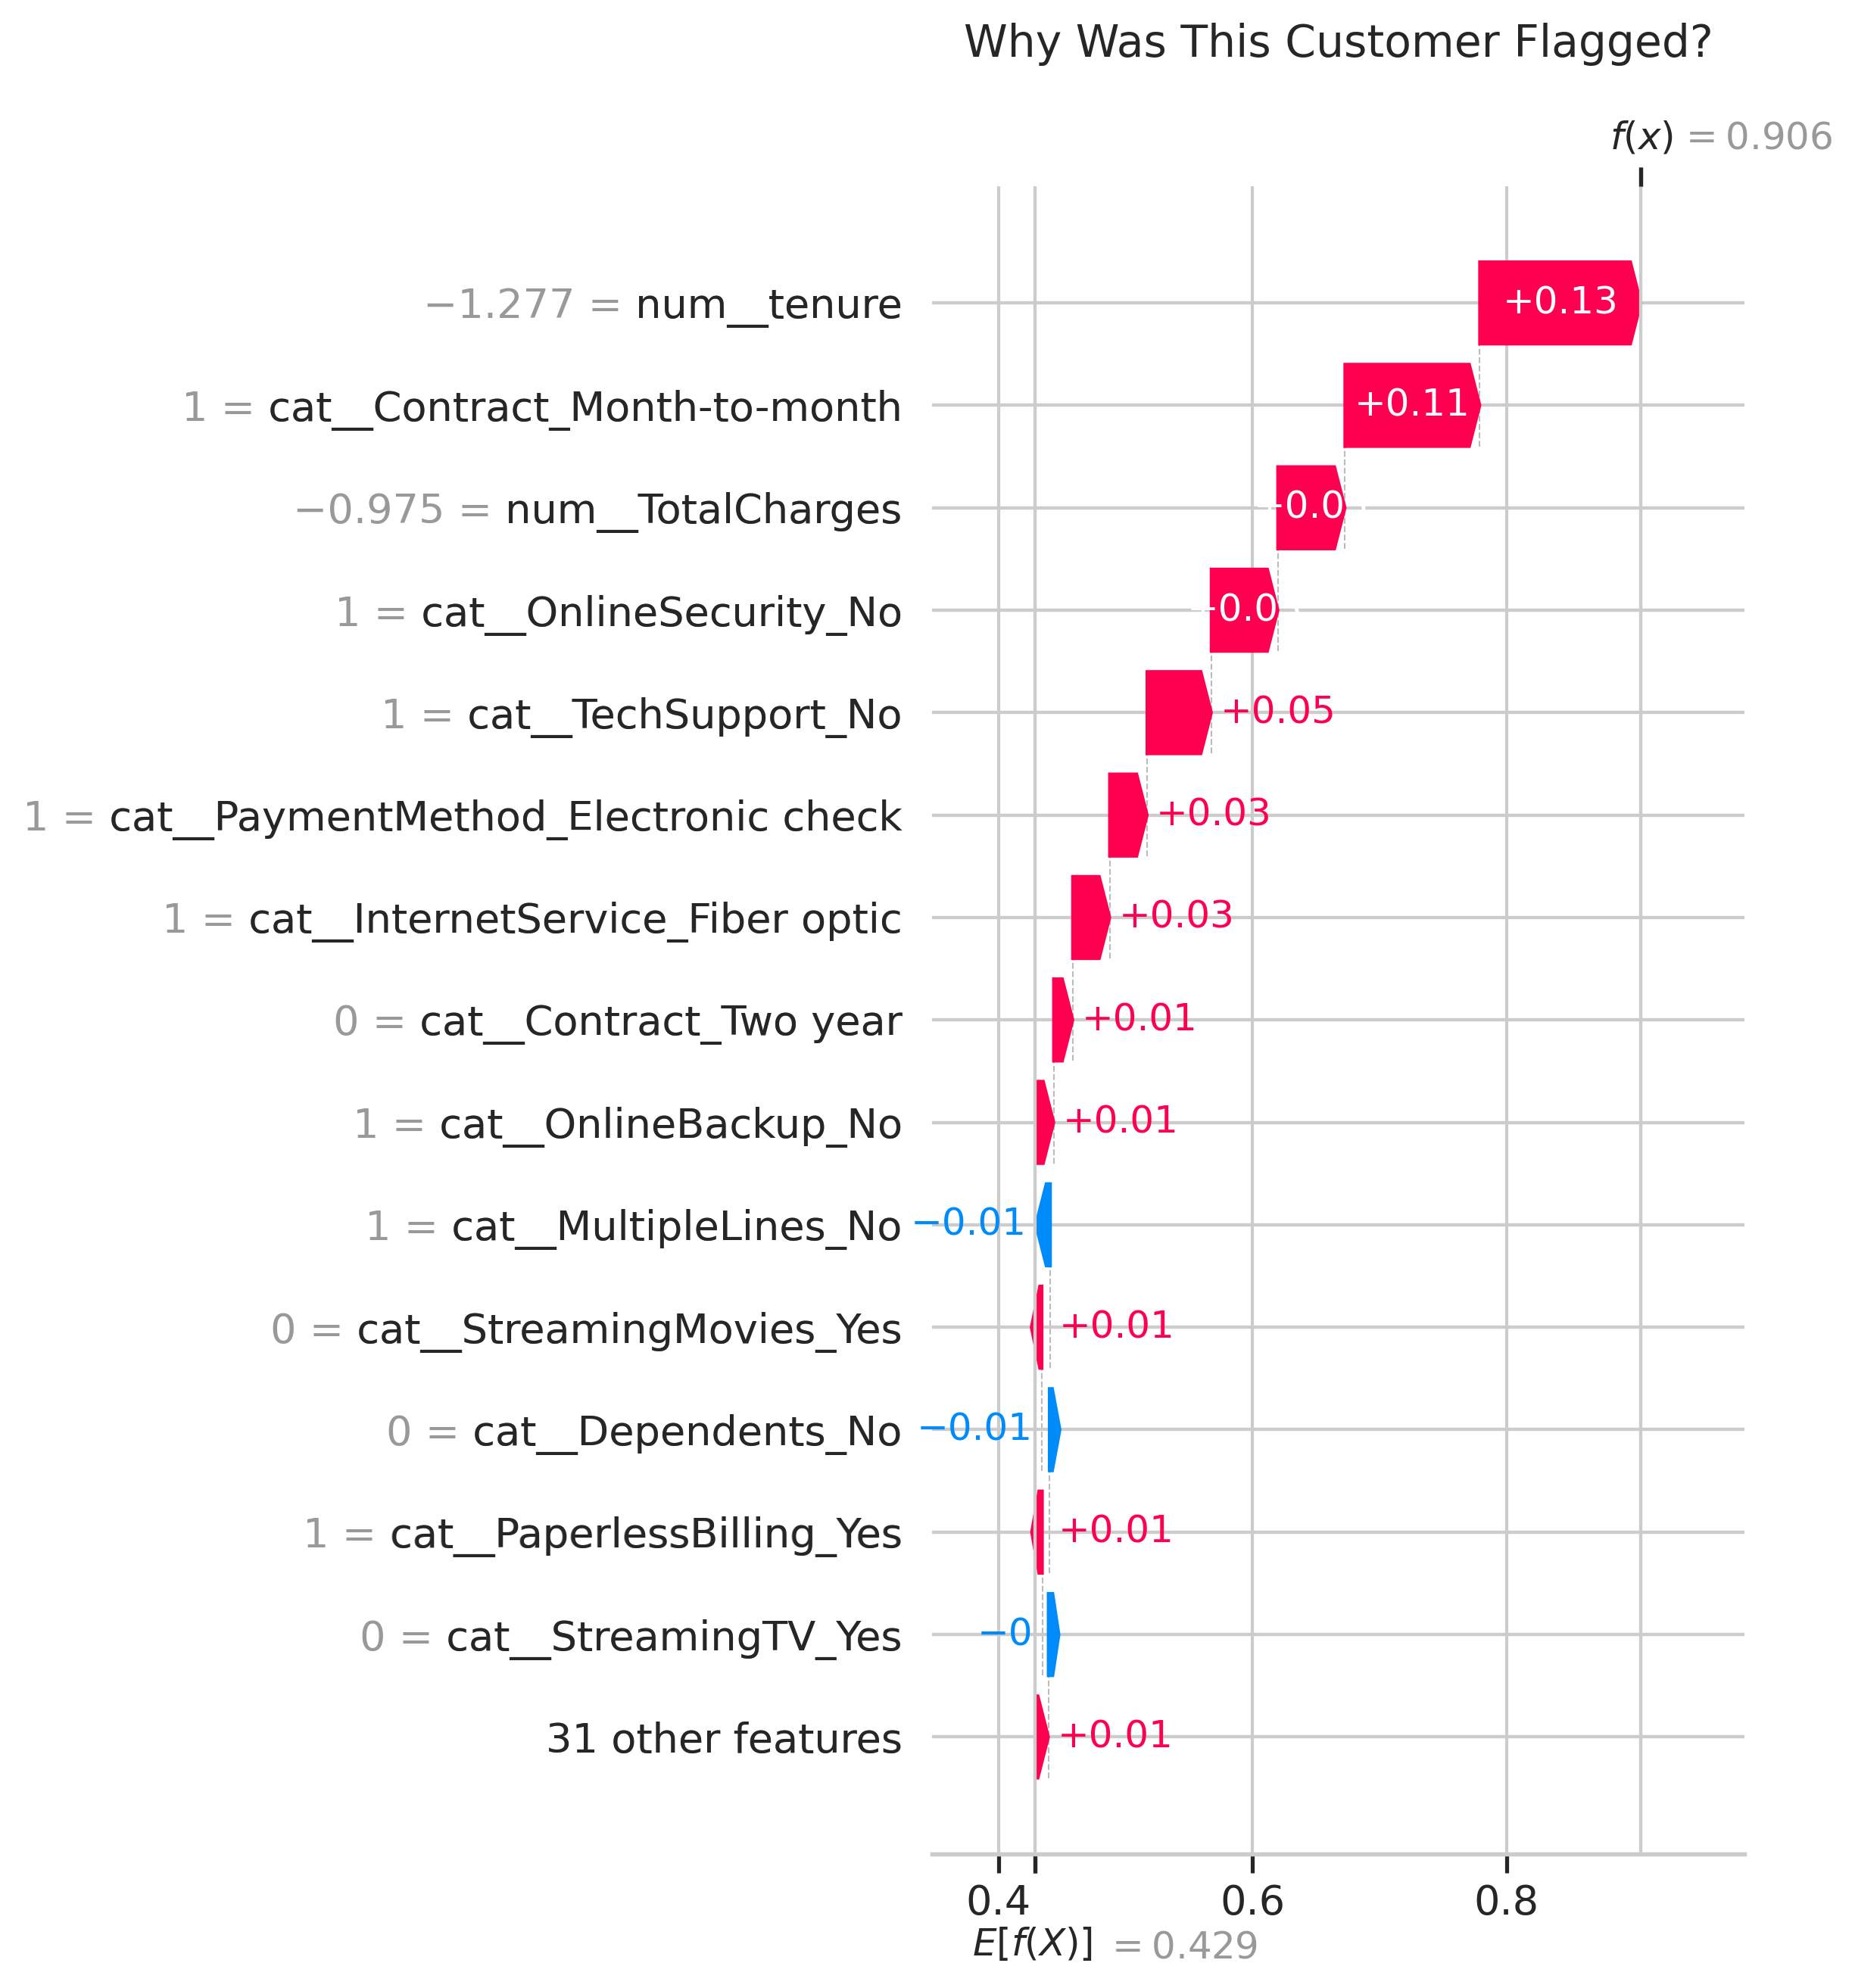 Why Was This Customer Flagged?
f(x) = 0.906
−1.277 = num__tenure +0.13
1 = cat__Contract_Month-to-month +0.11
−0.975 = num__TotalCharges
1 = cat__OnlineSecurity_No
1 = cat__TechSupport_No +0.05
1 = cat__PaymentMethod_Electronic check +0.03
1 = cat__InternetService_Fiber optic +0.03
0 = cat__Contract_Two year +0.01
1 = cat__OnlineBackup_No +0.01
1 = cat__MultipleLines_No −0.01
0 = cat__StreamingMovies_Yes +0.01
0 = cat__Dependents_No −0.01
1 = cat__PaperlessBilling_Yes +0.01
0 = cat__StreamingTV_Yes −0
31 other features +0.01
0.4 0.6 0.8
E[f(X)] = 0.429